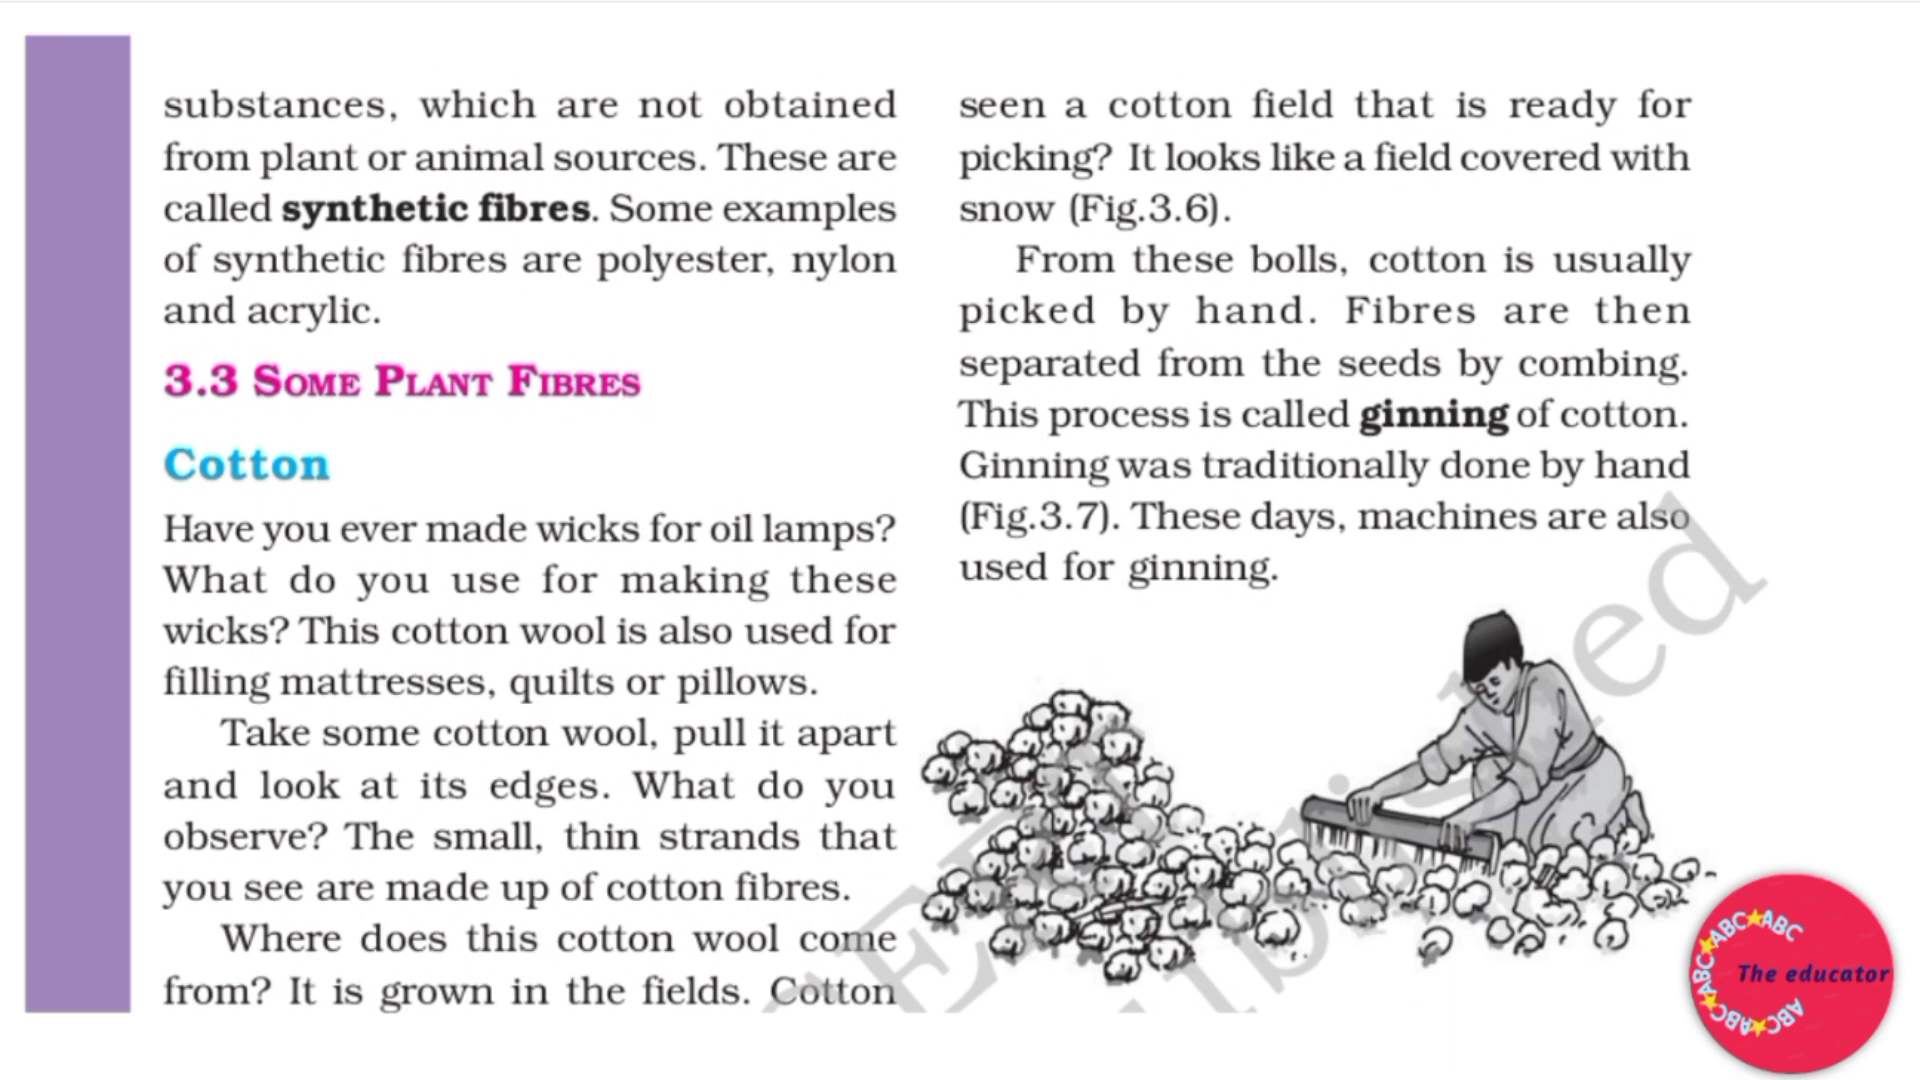 substances, which are not obtained
from plant or animal sources. These are
called synthetic fibres. Some examples
of synthetic fibres are polyester, nylon
and acrylic.
3.3 SOME PLANT FIBRES
Cotton
Have you ever made wicks for oil lamps?
What do you use for making these
wicks? This cotton wool is also used for
filling mattresses, quilts or pillows.
Take some cotton wool, pull it apart
and look at its edges. What do you
observe? The small, thin strands that
you see are made up of cotton fibres.
Where does this cotton wool come
from? It is grown in the fields. Cotton
seen a cotton field that is ready for
picking? It looks like a field covered with
snow (Fig.3.6).
From these bolls, cotton is usually
picked by hand. Fibres are then
separated from the seeds by combing.
This process is called ginning of cotton.
Ginning was traditionally done by hand
(Fig.3.7). These days, machines are also
used for ginning.
ABC★ABC★ABC★ABC★ABC★ABC
The educator